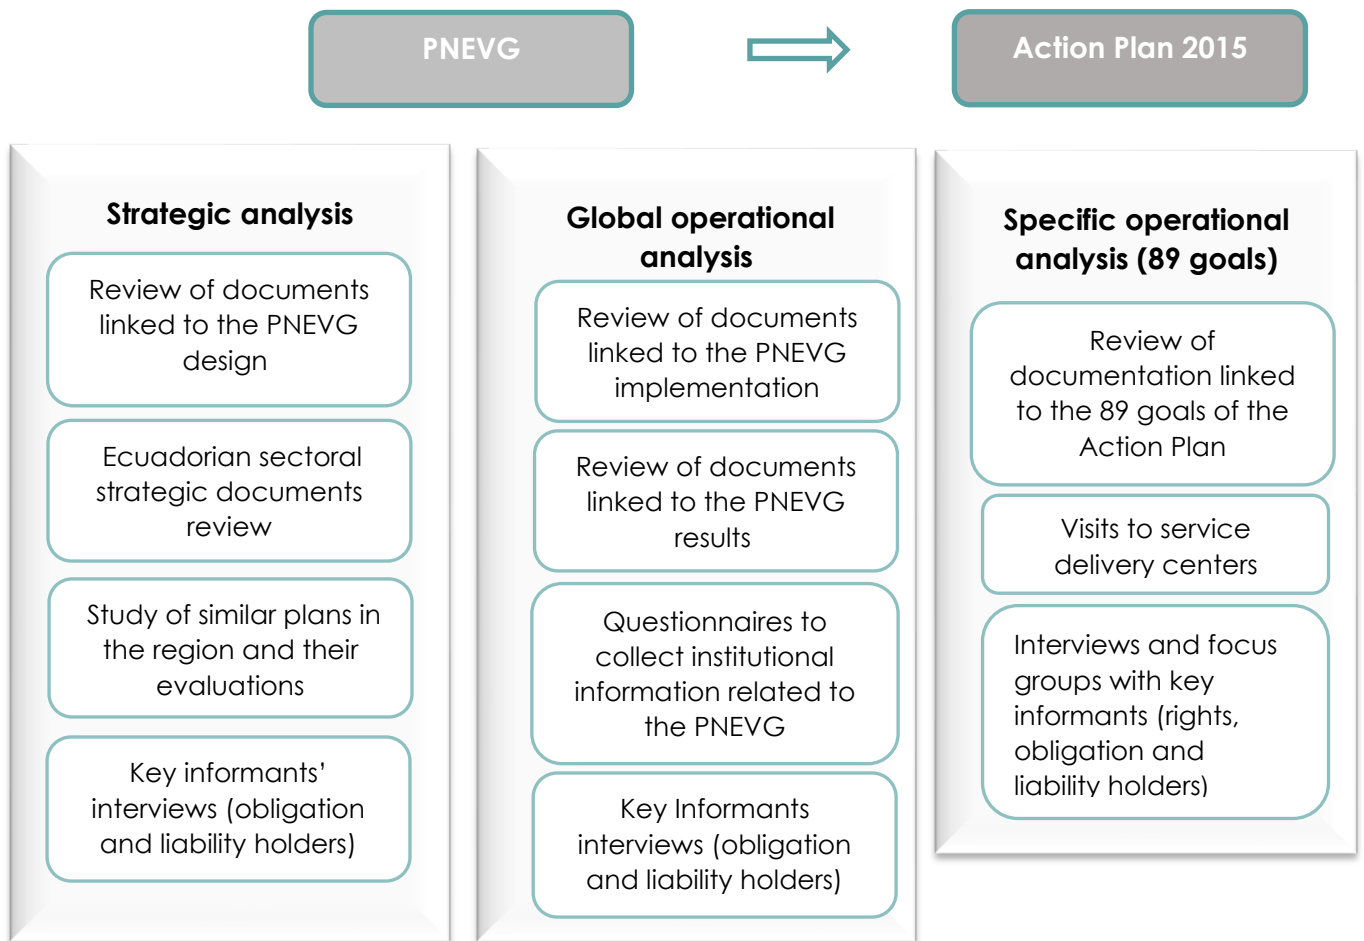 PNEVG
Action Plan 2015
Strategic analysis
Review of documents
linked to the PNEVG
design
Ecuadorian sectoral
strategic documents
review
Study of similar plans in
the region and their
evaluations
Key informants’
interviews (obligation
and liability holders)
Global operational
analysis
Review of documents
linked to the PNEVG
implementation
Review of documents
linked to the PNEVG
results
Questionnaires to
collect institutional
information related to
the PNEVG
Key Informants
interviews (obligation
and liability holders)
Specific operational
analysis (89 goals)
Review of
documentation linked
to the 89 goals of the
Action Plan
Visits to service
delivery centers
Interviews and focus
groups with key
informants (rights,
obligation and
liability holders)